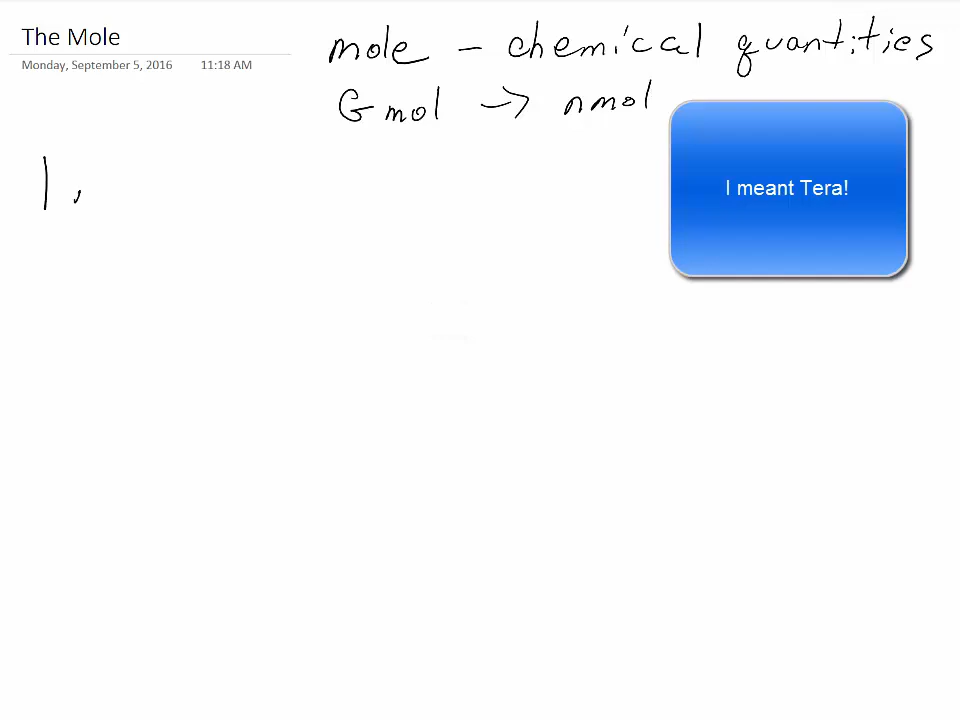 The Mole
Monday, September 5, 2016 11:18 AM
mole – chemical quantities
Gmol → nmol
I meant Tera!
1,